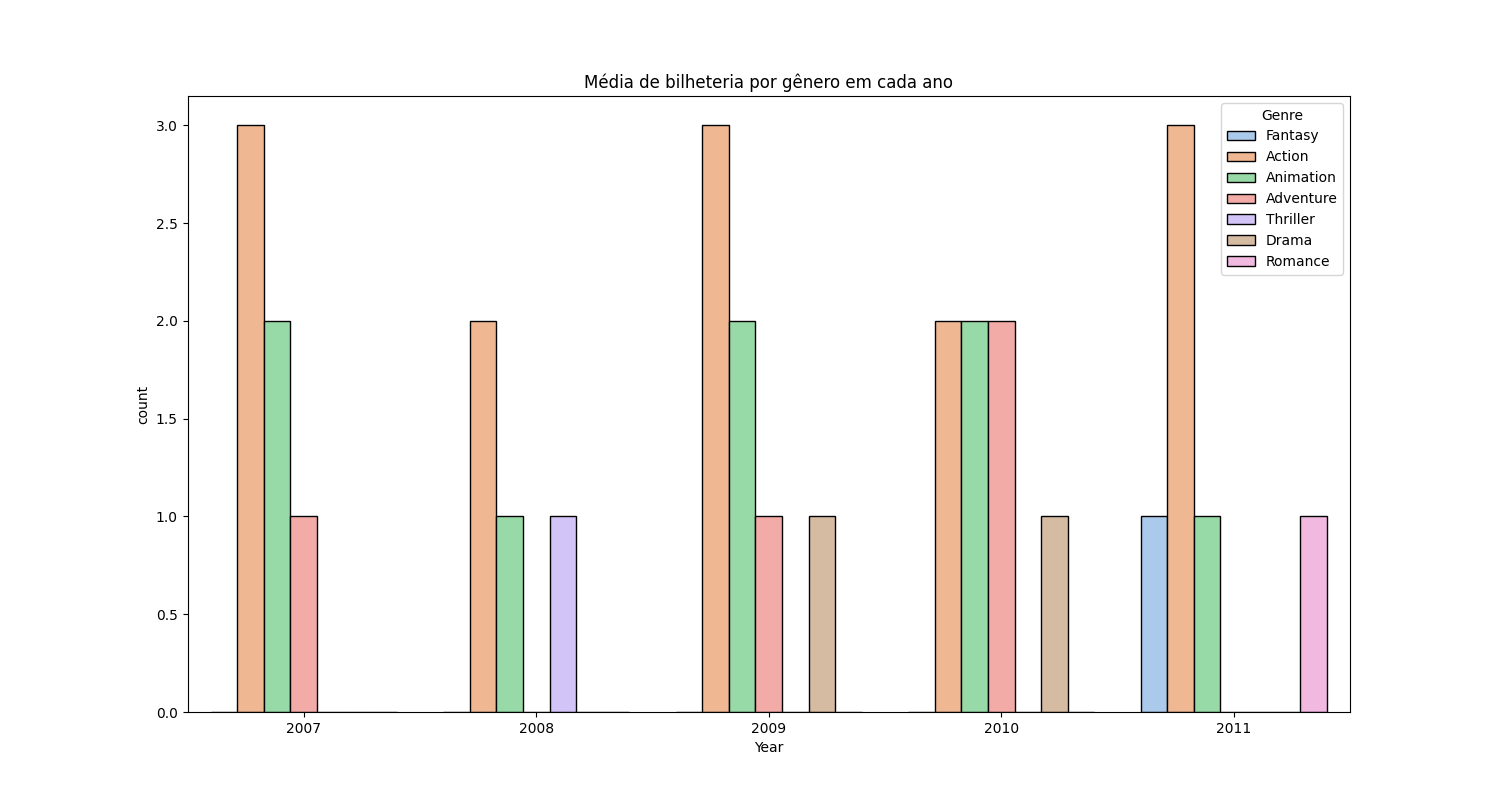 Média de bilheteria por gênero em cada ano
Genre
Fantasy
Action
Animation
Adventure
Thriller
Drama
Romance
count
3.0
2.5
2.0
1.5
1.0
0.5
0.0
2007 2008 2009 2010 2011
Year